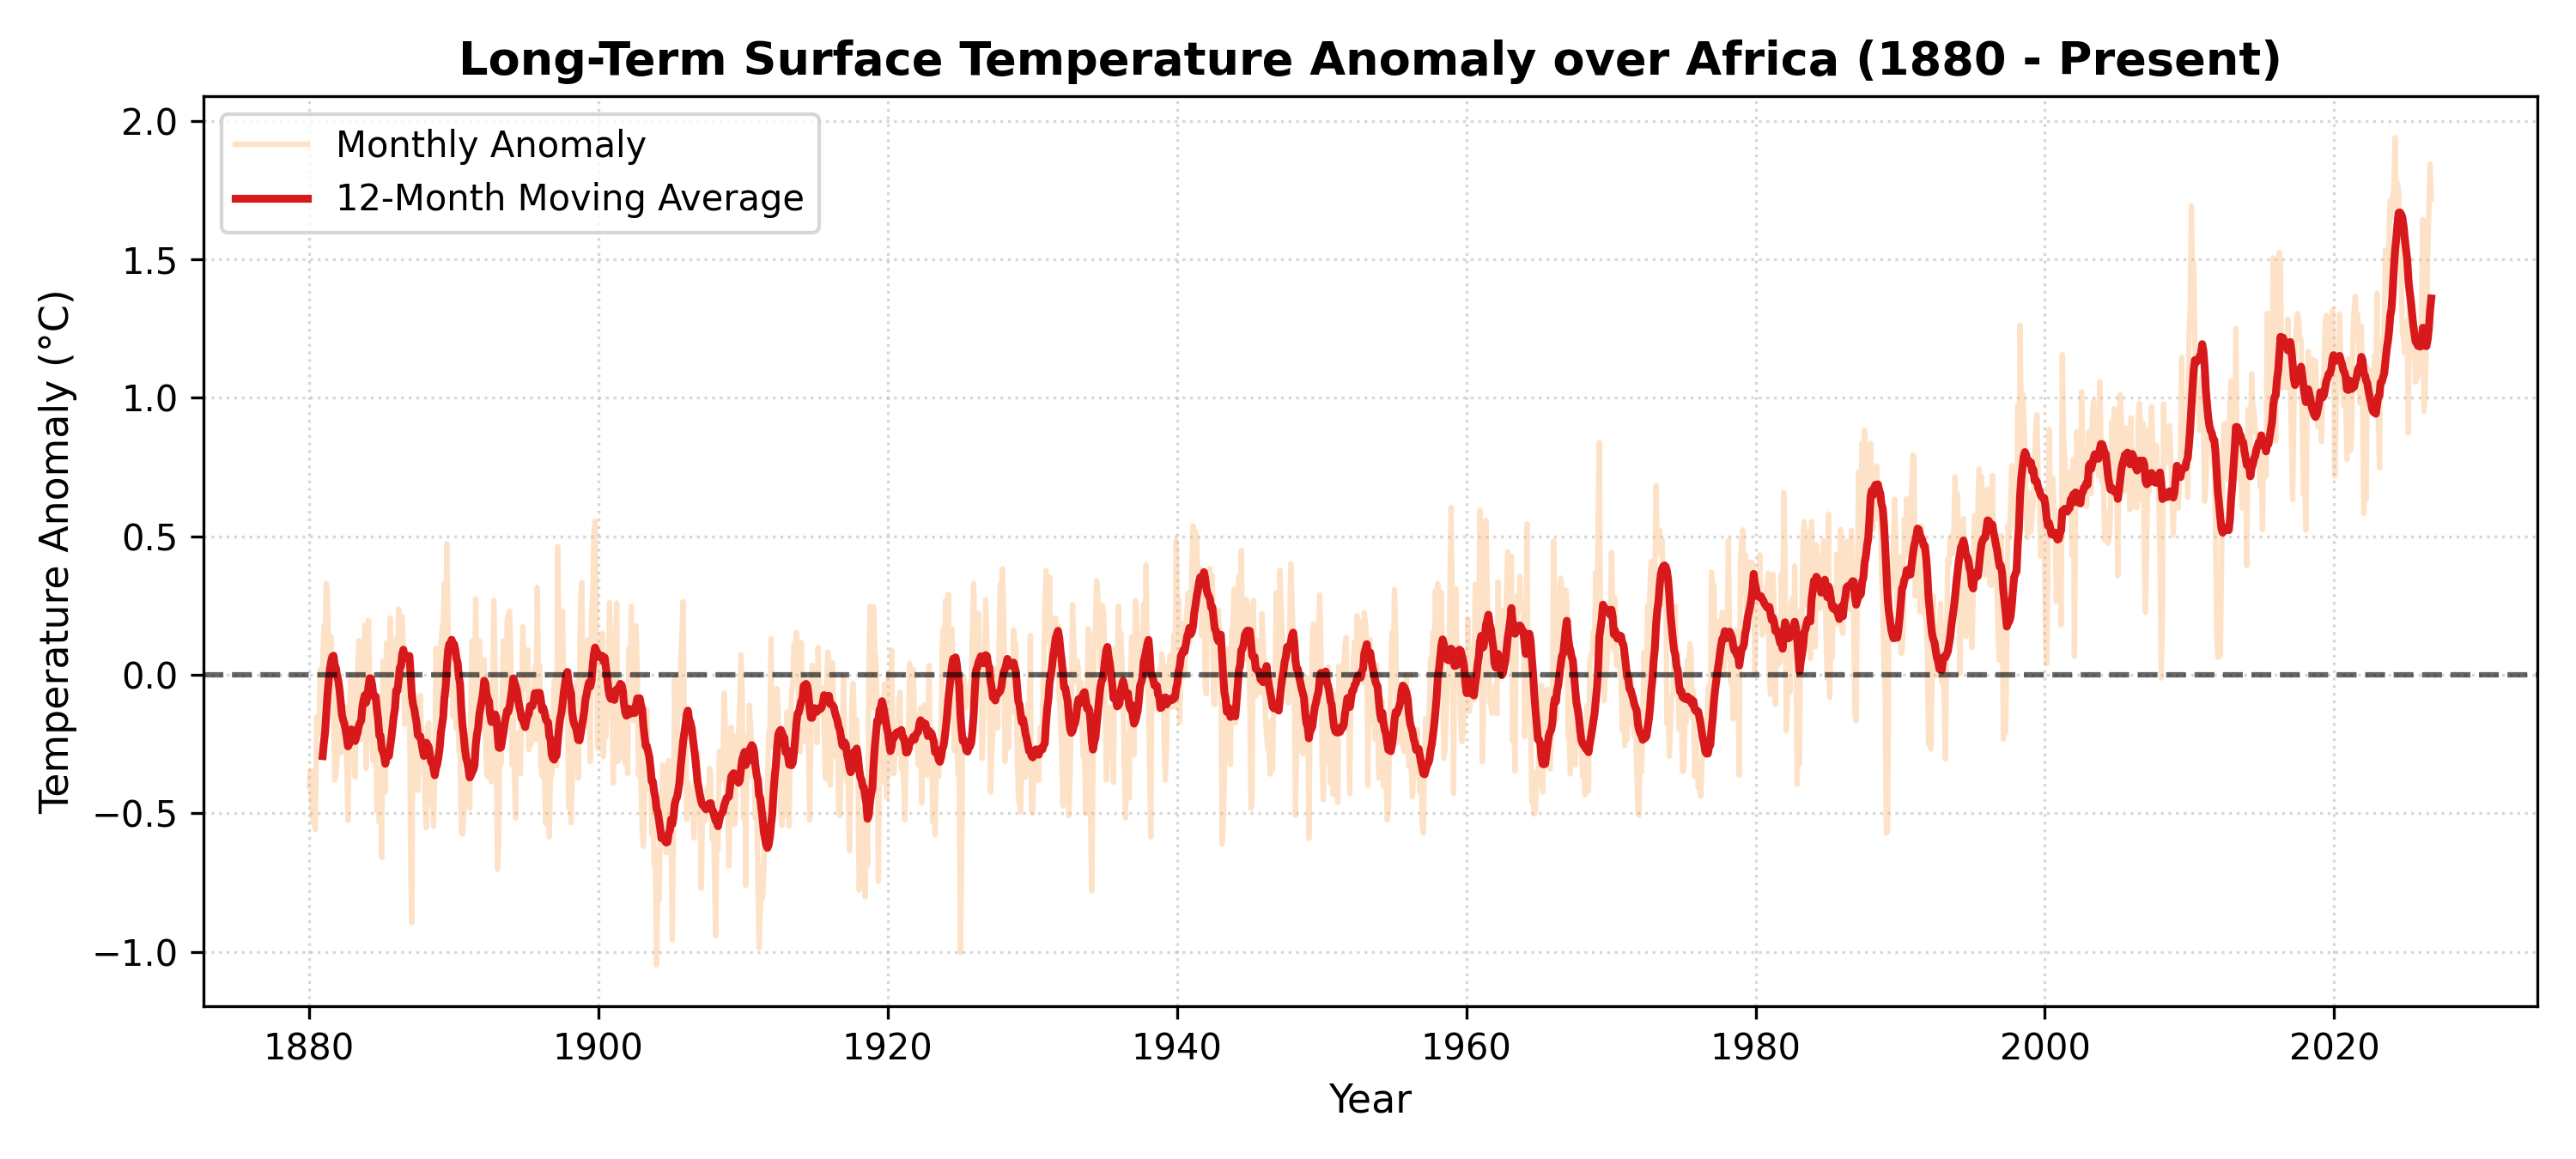 Long-Term Surface Temperature Anomaly over Africa (1880 - Present)
Monthly Anomaly
12-Month Moving Average
Temperature Anomaly (°C)
2.0
1.5
1.0
0.5
0.0
−0.5
−1.0
1880 1900 1920 1940 1960 1980 2000 2020
Year